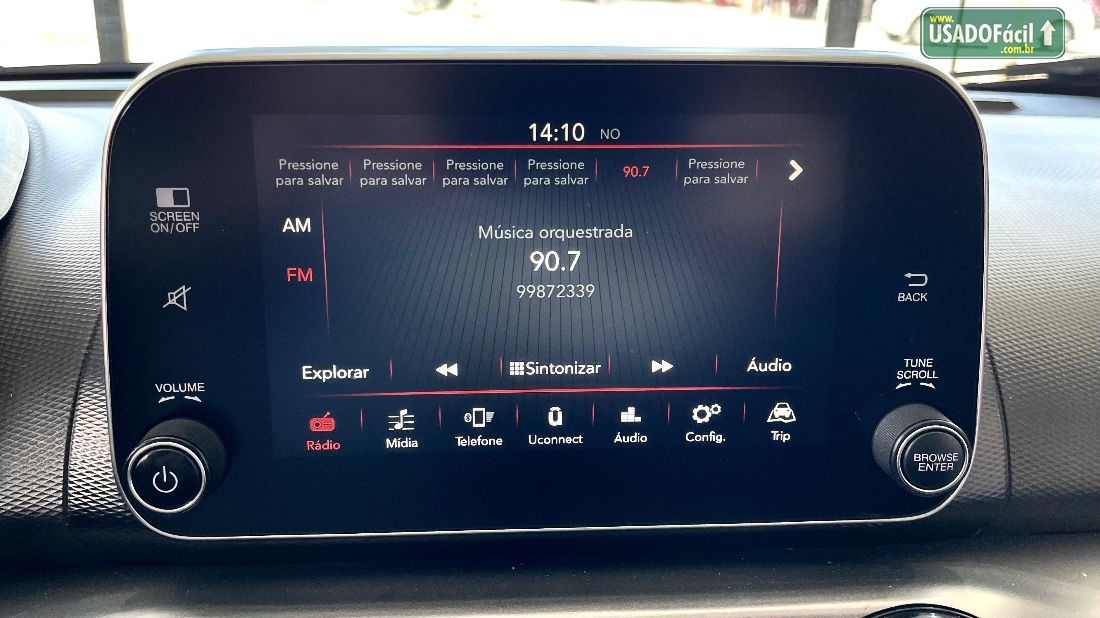 www.
USADOFácil
.com.br
14:10 NO
Pressione para salvar
Pressione para salvar
Pressione para salvar
Pressione para salvar
90.7
Pressione para salvar
SCREEN
ON/OFF
AM
FM
Música orquestrada
90.7
99872339
BACK
Explorar
Sintonizar
Áudio
VOLUME
TUNE
SCROLL
Rádio
Mídia
Telefone
Uconnect
Áudio
Config.
Trip
BROWSE
ENTER